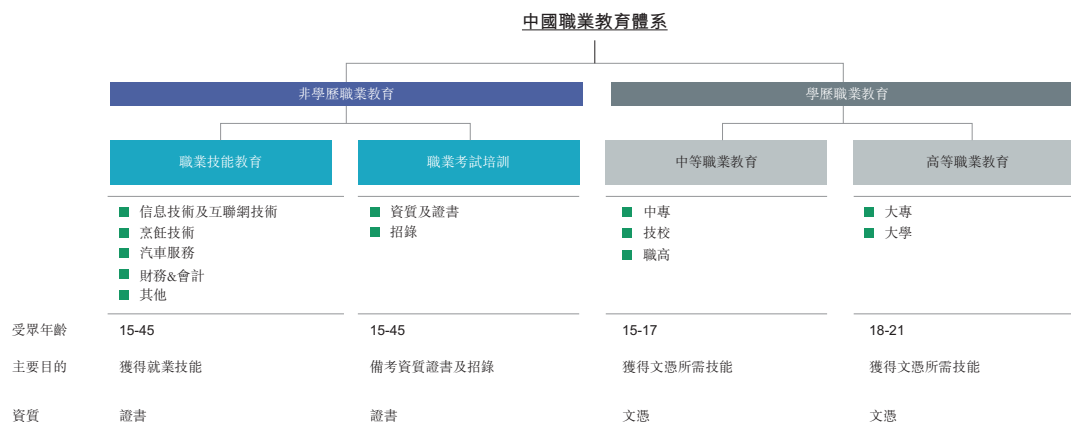 中國職業教育體系
非學歷職業教育
學歷職業教育
職業技能教育
職業考試培訓
中等職業教育
高等職業教育
信息技術及互聯網技術
烹飪技術
汽車服務
財務&會計
其他
資質及證書
招錄
中專
技校
職高
大專
大學
受眾年齡 15-45 15-45 15-17 18-21
主要目的 獲得就業技能 備考資質證書及招錄 獲得文憑所需技能 獲得文憑所需技能
資質 證書 證書 文憑 文憑